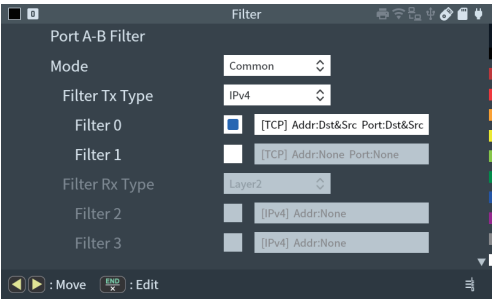 0 Filter
Port A-B Filter
Mode Common
Filter Tx Type IPv4
Filter 0 [TCP] Addr:Dst&Src Port:Dst&Src
Filter 1 [TCP] Addr:None Port:None
Filter Rx Type Layer2
Filter 2 [IPv4] Addr:None
Filter 3 [IPv4] Addr:None
: Move END × : Edit